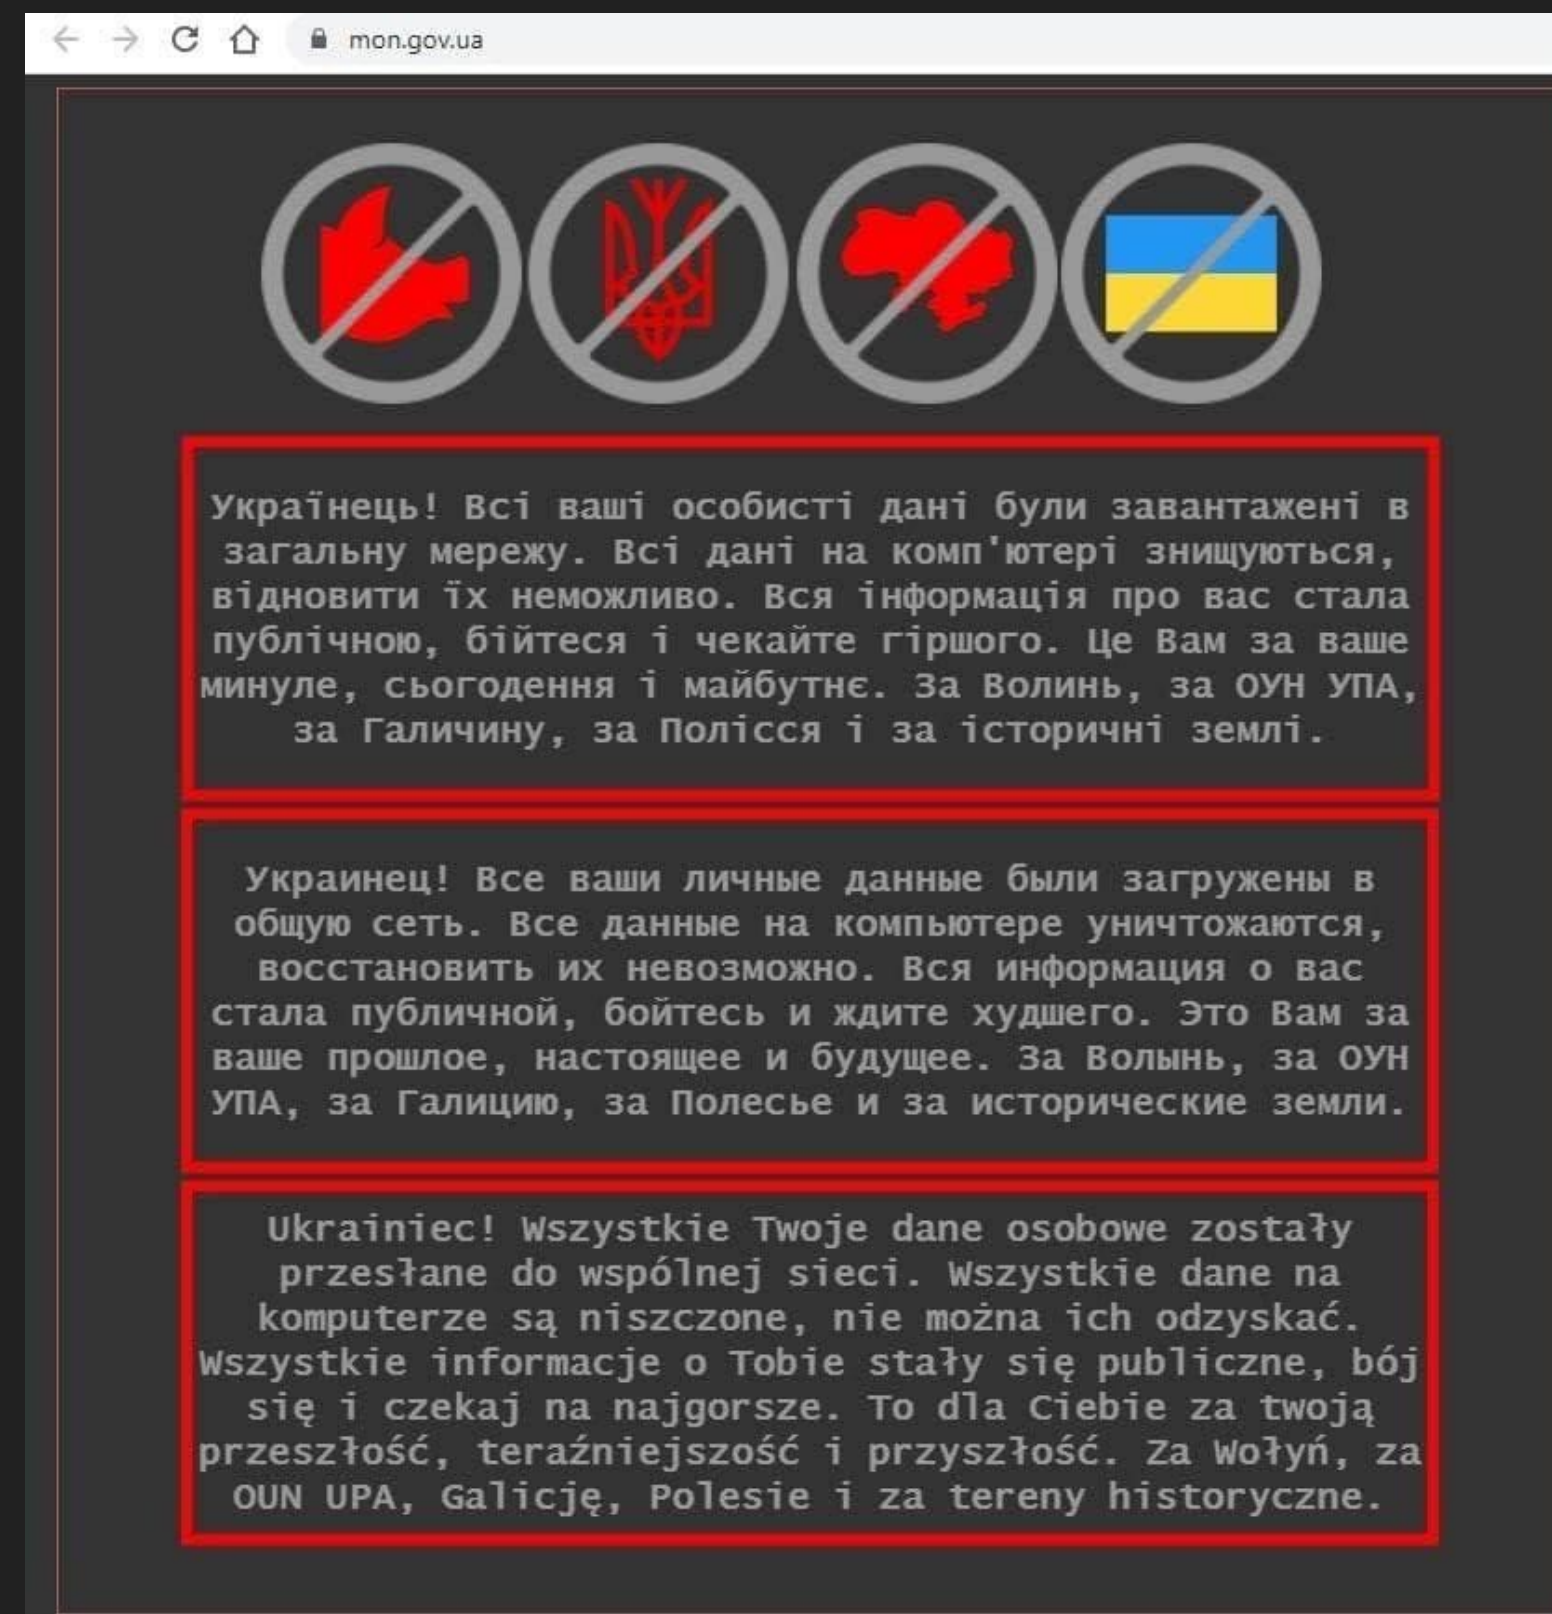 mon.gov.ua
Українець! Всі ваші особисті дані були завантажені в
загальну мережу. Всі дані на комп'ютері знищуються,
відновити їх неможливо. Вся інформація про вас стала
публічною, бійтеся і чекайте гіршого. Це Вам за ваше
минуле, сьогодення і майбутнє. За Волинь, за ОУН УПА,
за Галичину, за Полісся і за історичні землі.
Украинец! Все ваши личные данные были загружены в
общую сеть. Все данные на компьютере уничтожаются,
восстановить их невозможно. Вся информация о вас
стала публичной, бойтесь и ждите худшего. Это Вам за
ваше прошлое, настоящее и будущее. За Волынь, за ОУН
УПА, за Галицию, за Полесье и за исторические земли.
Ukrainiec! Wszystkie Twoje dane osobowe zostały
przesłane do wspólnej sieci. Wszystkie dane na
komputerze są niszczone, nie można ich odzyskać.
Wszystkie informacje o Tobie stały się publiczne, bój
się i czekaj na najgorsze. To dla Ciebie za twoją
przeszłość, teraźniejszość i przyszłość. Za Wołyń, za
OUN UPA, Galicję, Polesie i za tereny historyczne.